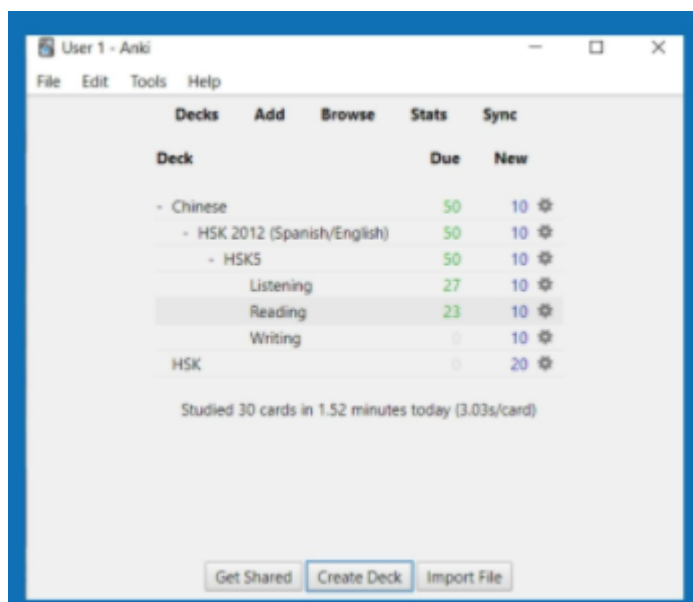 User 1 - Anki
File Edit Tools Help
Decks Add Browse Stats Sync
Deck Due New
- Chinese 50 10
- HSK 2012 (Spanish/English) 50 10
- HSK5 50 10
Listening 27 10
Reading 23 10
Writing 0 10
HSK 0 20
Studied 30 cards in 1.52 minutes today (3.03s/card)
Get Shared Create Deck Import File